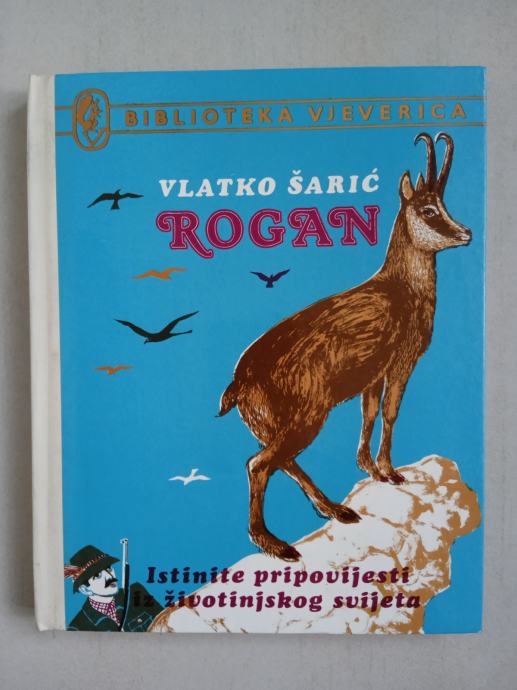 BIBLIOTEKA VJEVERICA
VLATKO ŠARIĆ
ROGAN
Istinite pripovijesti
iz životinjskog svijeta